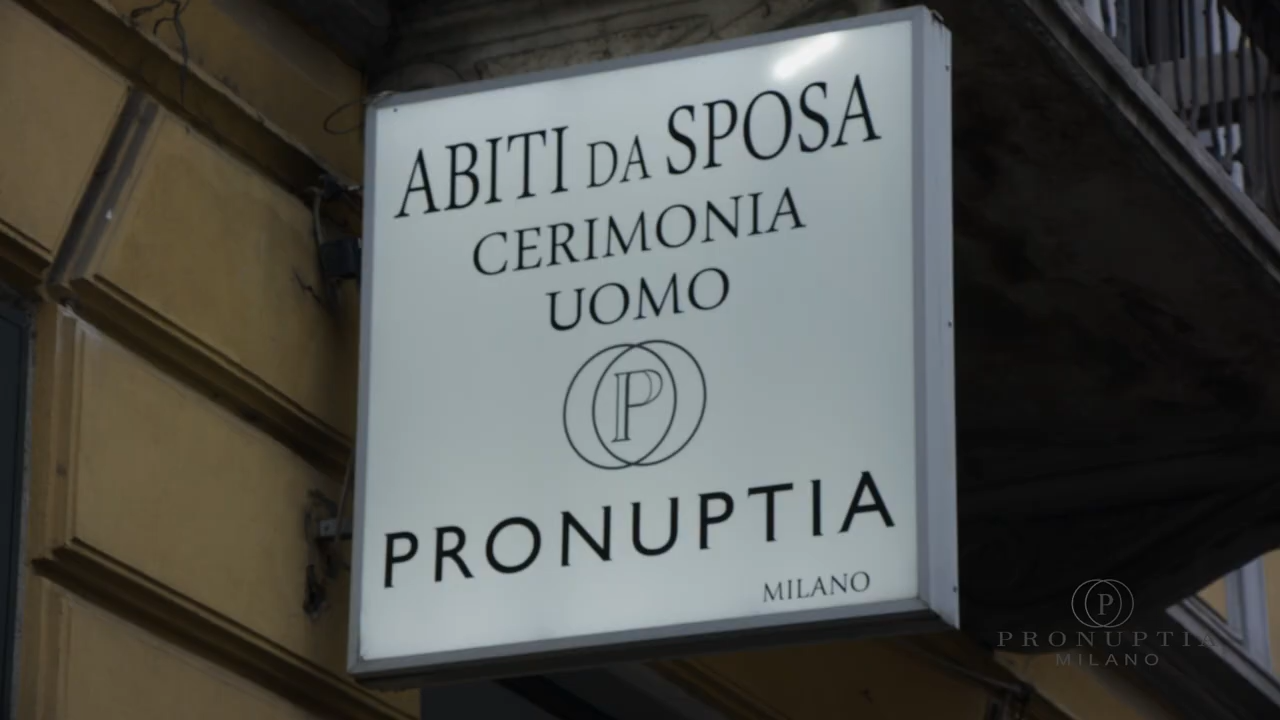 ABITI DA SPOSA
CERIMONIA
UOMO
P
PRONUPTIA
MILANO
P
PRONUPTIA
MILANO